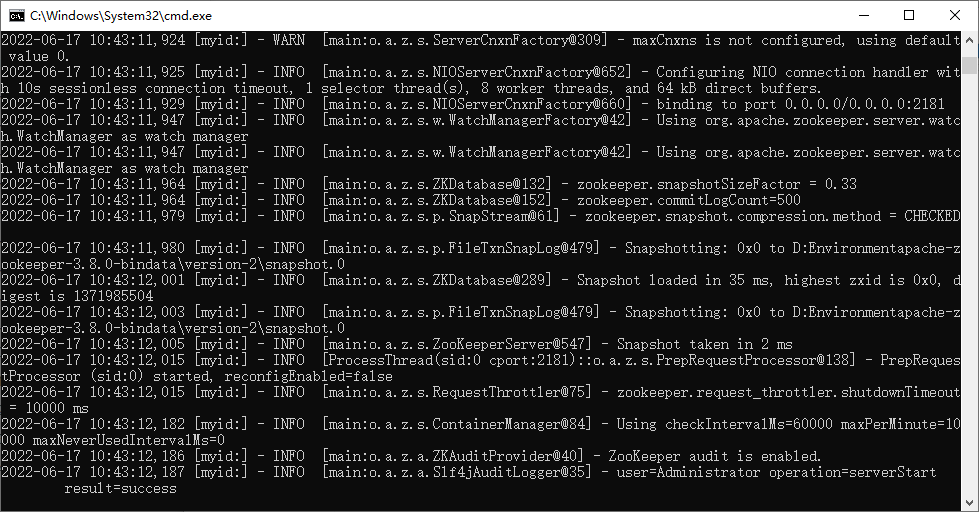 C:\Windows\System32\cmd.exe
2022-06-17 10:43:11,924 [myid:] - WARN  [main:o.a.z.s.ServerCnxnFactory@309] - maxCnxns is not configured, using default
 value 0.
2022-06-17 10:43:11,925 [myid:] - INFO  [main:o.a.z.s.NIOServerCnxnFactory@652] - Configuring NIO connection handler wit
h 10s sessionless connection timeout, 1 selector thread(s), 8 worker threads, and 64 kB direct buffers.
2022-06-17 10:43:11,929 [myid:] - INFO  [main:o.a.z.s.NIOServerCnxnFactory@660] - binding to port 0.0.0.0/0.0.0.0:2181
2022-06-17 10:43:11,947 [myid:] - INFO  [main:o.a.z.s.w.WatchManagerFactory@42] - Using org.apache.zookeeper.server.watc
h.WatchManager as watch manager
2022-06-17 10:43:11,947 [myid:] - INFO  [main:o.a.z.s.w.WatchManagerFactory@42] - Using org.apache.zookeeper.server.watc
h.WatchManager as watch manager
2022-06-17 10:43:11,964 [myid:] - INFO  [main:o.a.z.s.ZKDatabase@132] - zookeeper.snapshotSizeFactor = 0.33
2022-06-17 10:43:11,964 [myid:] - INFO  [main:o.a.z.s.ZKDatabase@152] - zookeeper.commitLogCount=500
2022-06-17 10:43:11,979 [myid:] - INFO  [main:o.a.z.s.p.SnapStream@61] - zookeeper.snapshot.compression.method = CHECKED
2022-06-17 10:43:11,980 [myid:] - INFO  [main:o.a.z.s.p.FileTxnSnapLog@479] - Snapshotting: 0x0 to D:Environmentapache-z
ookeeper-3.8.0-bindata\version-2\snapshot.0
2022-06-17 10:43:12,001 [myid:] - INFO  [main:o.a.z.s.ZKDatabase@289] - Snapshot loaded in 35 ms, highest zxid is 0x0, d
igest is 1371985504
2022-06-17 10:43:12,003 [myid:] - INFO  [main:o.a.z.s.p.FileTxnSnapLog@479] - Snapshotting: 0x0 to D:Environmentapache-z
ookeeper-3.8.0-bindata\version-2\snapshot.0
2022-06-17 10:43:12,005 [myid:] - INFO  [main:o.a.z.s.ZooKeeperServer@547] - Snapshot taken in 2 ms
2022-06-17 10:43:12,015 [myid:] - INFO  [ProcessThread(sid:0 cport:2181)::o.a.z.s.PrepRequestProcessor@138] - PrepReques
tProcessor (sid:0) started, reconfigEnabled=false
2022-06-17 10:43:12,015 [myid:] - INFO  [main:o.a.z.s.RequestThrottler@75] - zookeeper.request_throttler.shutdownTimeout
 = 10000 ms
2022-06-17 10:43:12,182 [myid:] - INFO  [main:o.a.z.s.ContainerManager@84] - Using checkIntervalMs=60000 maxPerMinute=10
000 maxNeverUsedIntervalMs=0
2022-06-17 10:43:12,186 [myid:] - INFO  [main:o.a.z.a.ZKAuditProvider@40] - ZooKeeper audit is enabled.
2022-06-17 10:43:12,187 [myid:] - INFO  [main:o.a.z.a.Slf4jAuditLogger@35] - user=Administrator operation=serverStart
        result=success